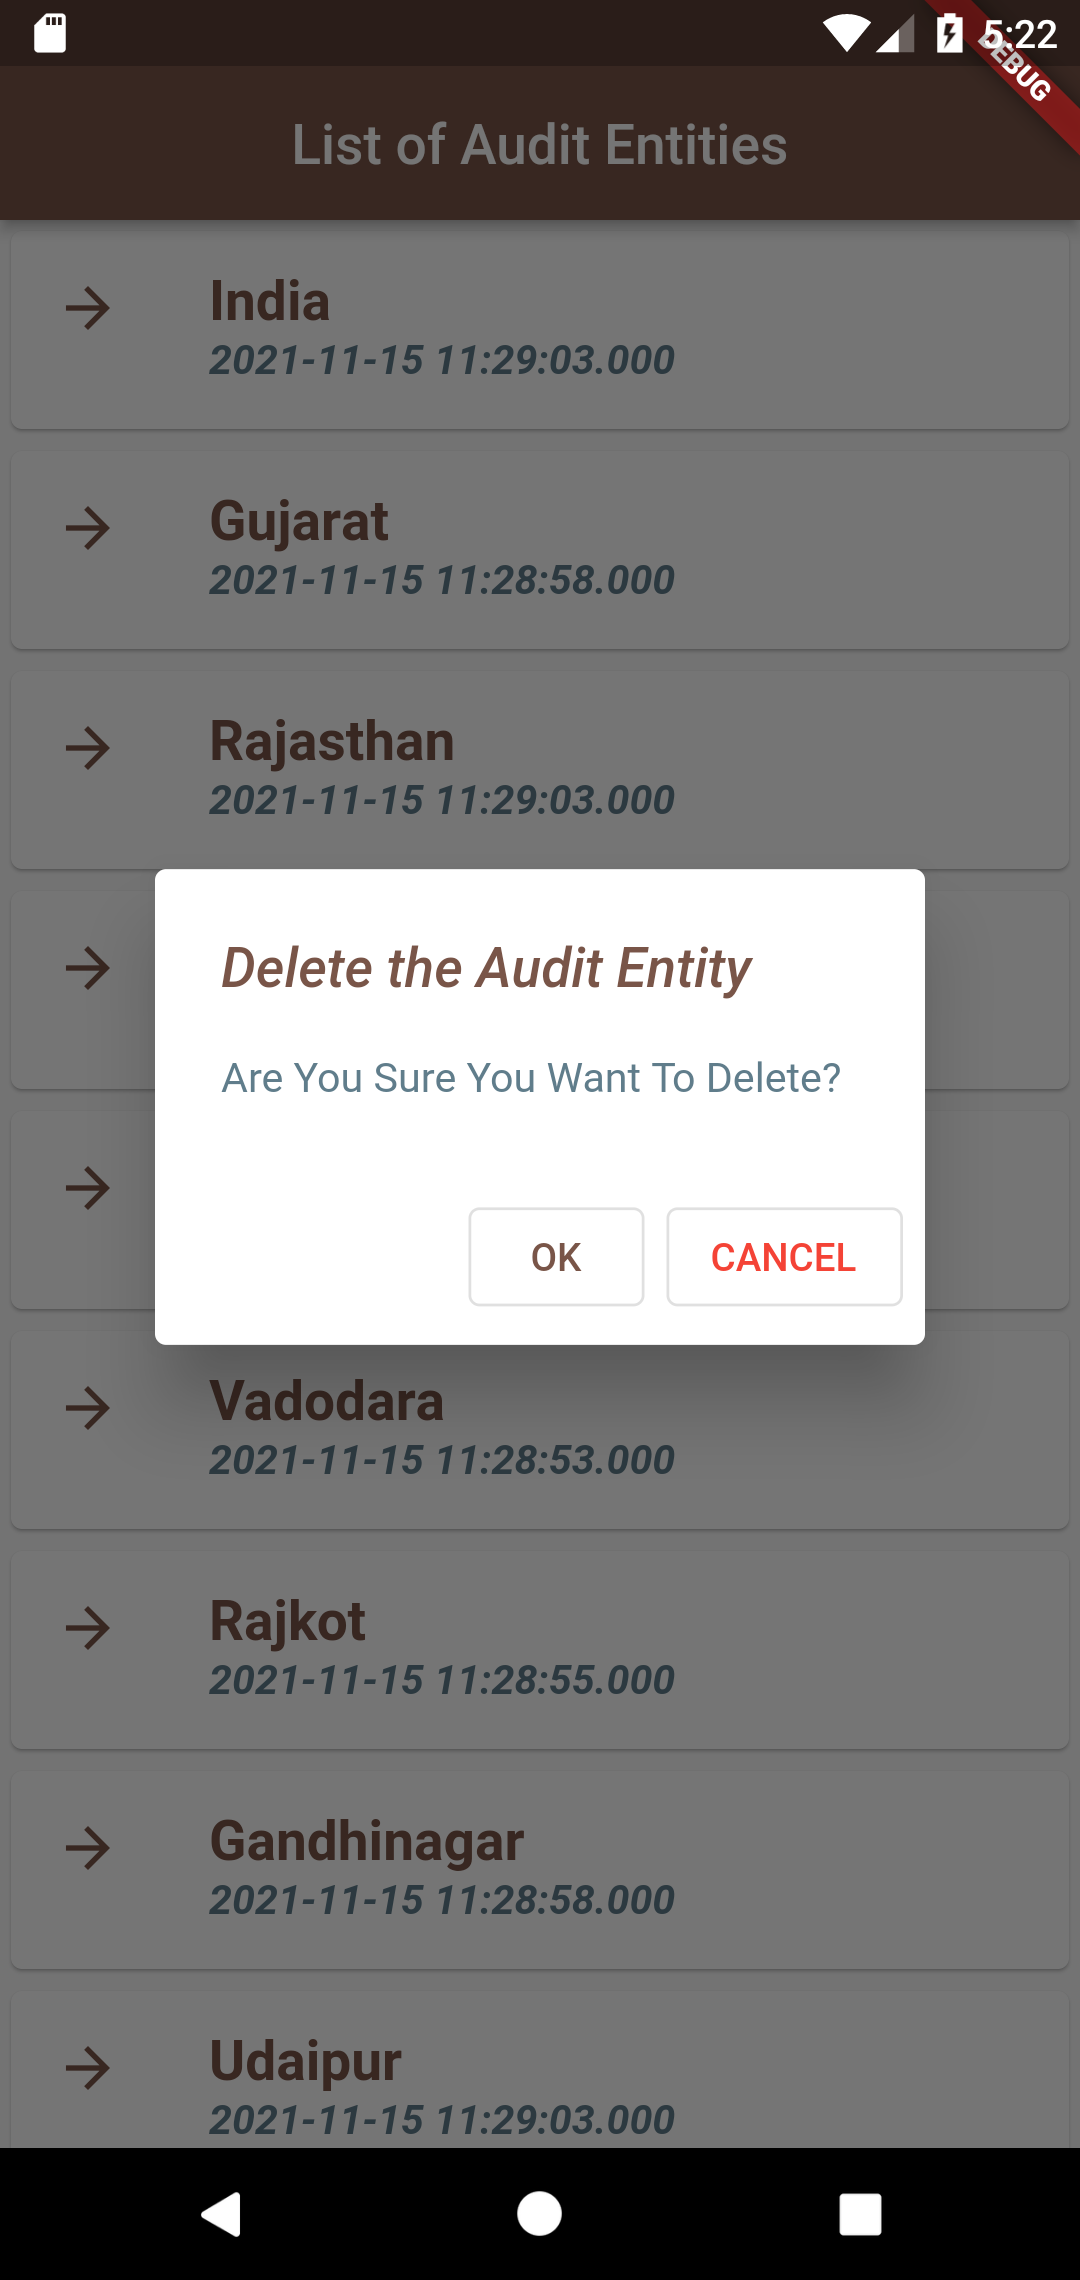 5:22
DEBUG
List of Audit Entities
India
2021-11-15 11:29:03.000
Gujarat
2021-11-15 11:28:58.000
Rajasthan
2021-11-15 11:29:03.000
Delete the Audit Entity
Are You Sure You Want To Delete?
OK
CANCEL
Vadodara
2021-11-15 11:28:53.000
Rajkot
2021-11-15 11:28:55.000
Gandhinagar
2021-11-15 11:28:58.000
Udaipur
2021-11-15 11:29:03.000